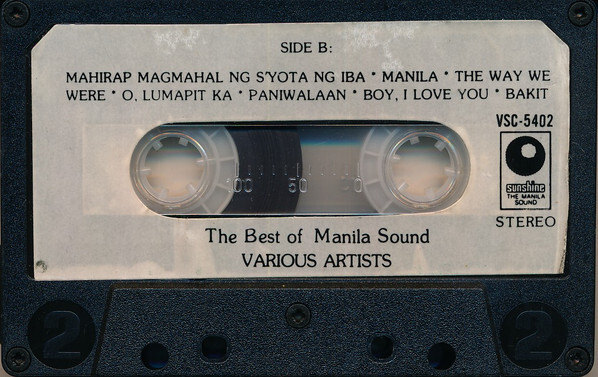 SIDE B:
MAHIRAP MAGMAHAL NG S'YOTA NG IBA * MANILA * THE WAY WE
WERE * O, LUMAPIT KA * PANIWALAAN * BOY, I LOVE YOU * BAKIT
VSC-5402
100 50
sunshine
THE MANILA
SOUND
STEREO
The Best of Manila Sound
VARIOUS ARTISTS
2 2